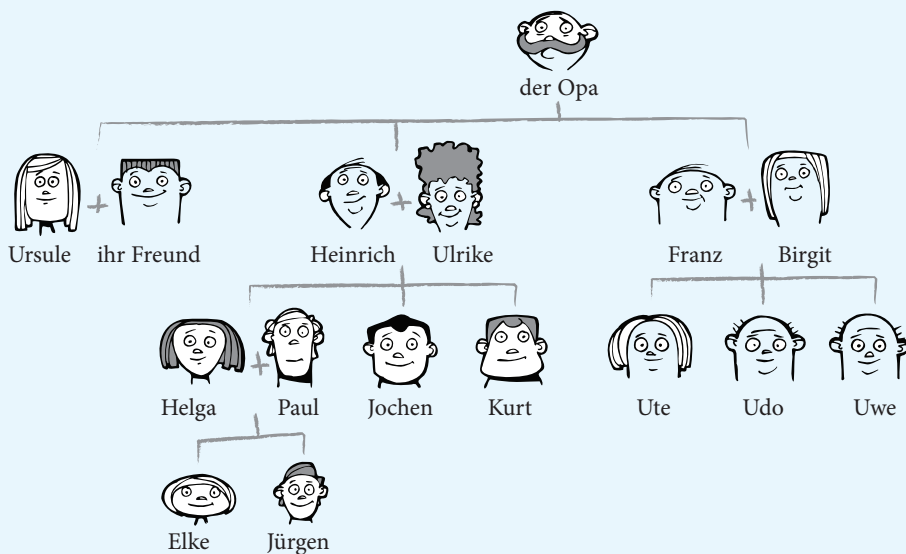 der Opa
Ursule ihr Freund Heinrich Ulrike Franz Birgit
Helga Paul Jochen Kurt Ute Udo Uwe
Elke Jürgen